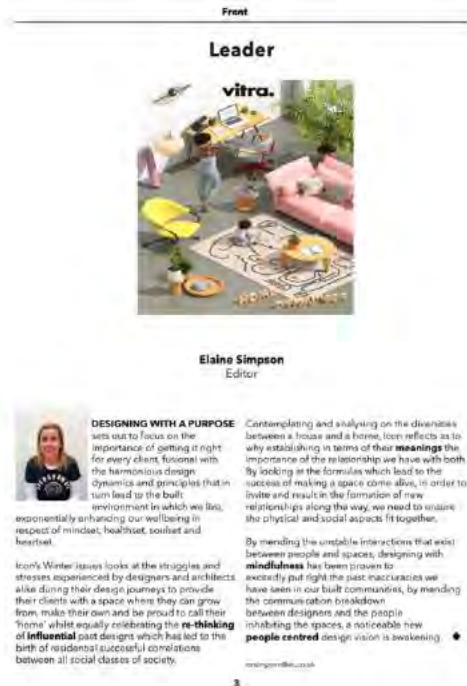 Front
Leader
vitra.
Elaine Simpson
Editor
DESIGNING WITH A PURPOSE
sets out to focus on the
importance of getting it right
for every client, fusional with
the harmonious design
dynamics and principles that in
turn lead to the built
environment in which we live,
exponentially enhancing our wellbeing in
respect of mindset, healthset, soulset and
heartset.
Icon's Winter issues looks at the struggles and
stresses experienced by designers and architects
alike during their design journeys to provide
their clients with a space where they can grow
from, make their own and be proud to call their
'home' whilst equally celebrating the re-thinking
of influential past designs which has led to the
birth of residential successful correlations
between all social classes of society.
Contemplating and analysing on the diversities
between a house and a home, Icon reflects as to
why establishing in terms of their meanings the
importance of the relationship we have with both.
By looking at the formulas which lead to the
success of making a space come alive, in order to
invite and result in the formation of new
relationships along the way, we need to ensure
the physical and social aspects fit together.
By mending the unstable interactions that exist
between people and spaces, designing with
mindfulness has been proven to
excitedly put right the past inaccuracies we
have seen in our built communities, by mending
the communication breakdown
between designers and the people
inhabiting the spaces, a noticeable new
people centred design vision is awakening.
3